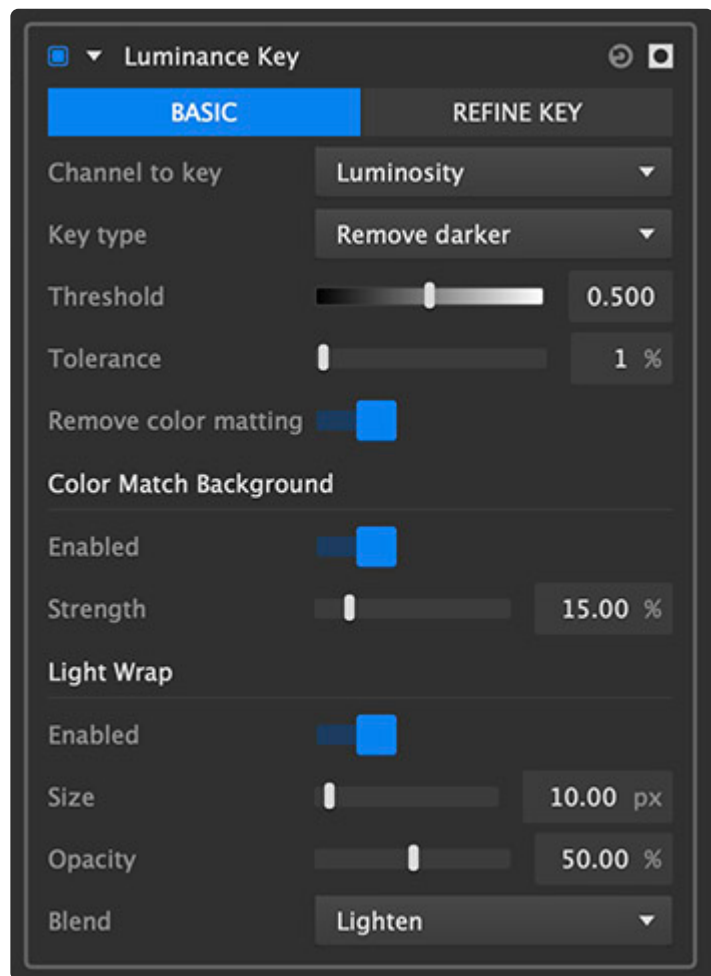 Luminance Key
BASIC REFINE KEY
Channel to key Luminosity
Key type Remove darker
Threshold 0.500
Tolerance 1 %
Remove color matting
Color Match Background
Enabled
Strength 15.00 %
Light Wrap
Enabled
Size 10.00 px
Opacity 50.00 %
Blend Lighten